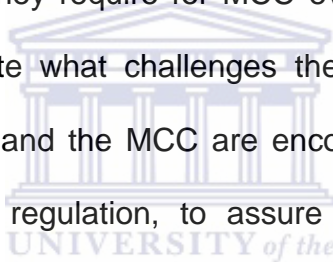 ey require for MCC ov
te what challenges the
and the MCC are enco
regulation, to assure
UNIVERSITY of the